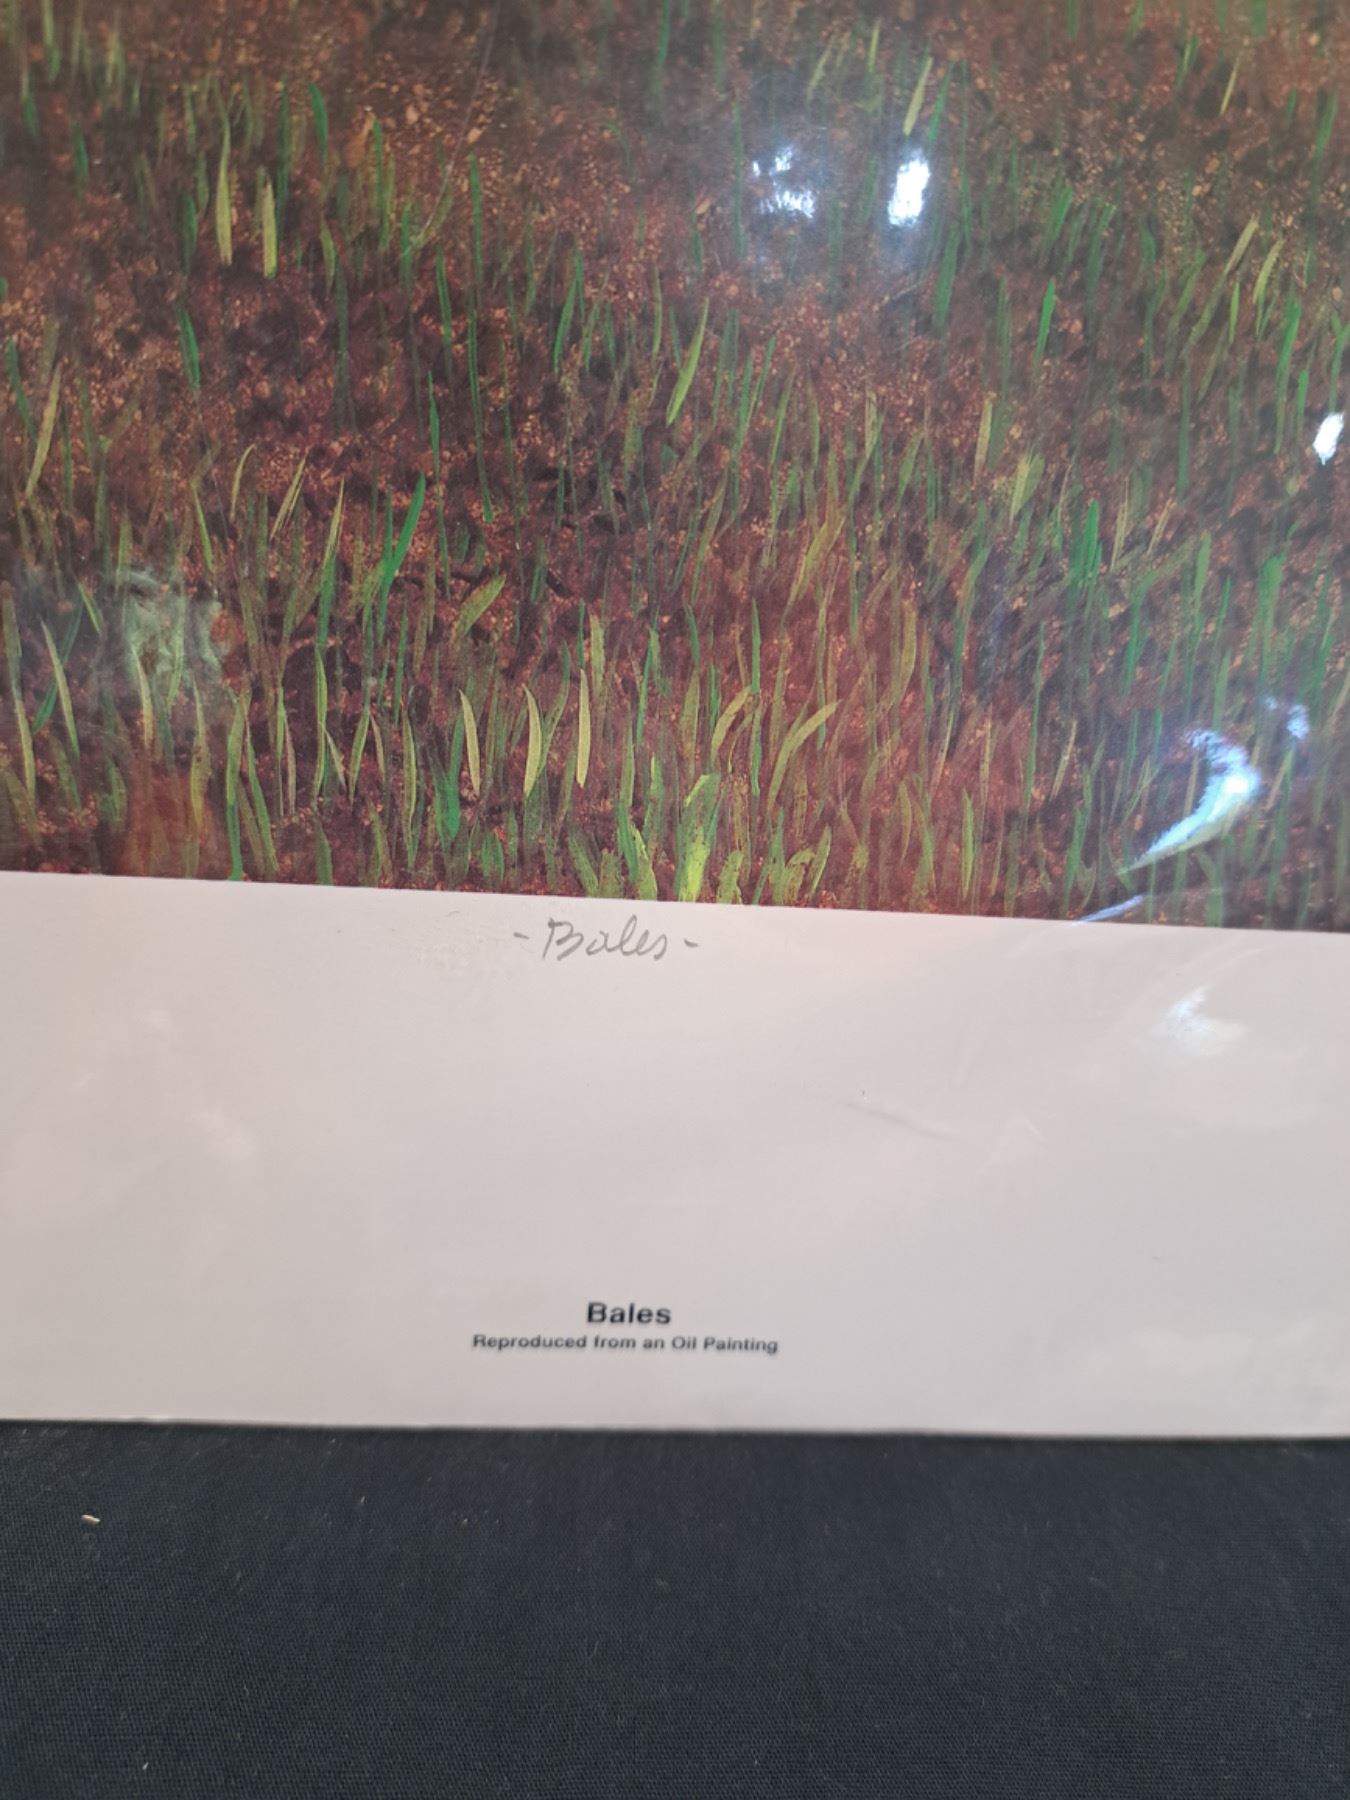 -Bales-
Bales
Reproduced from an Oil Painting